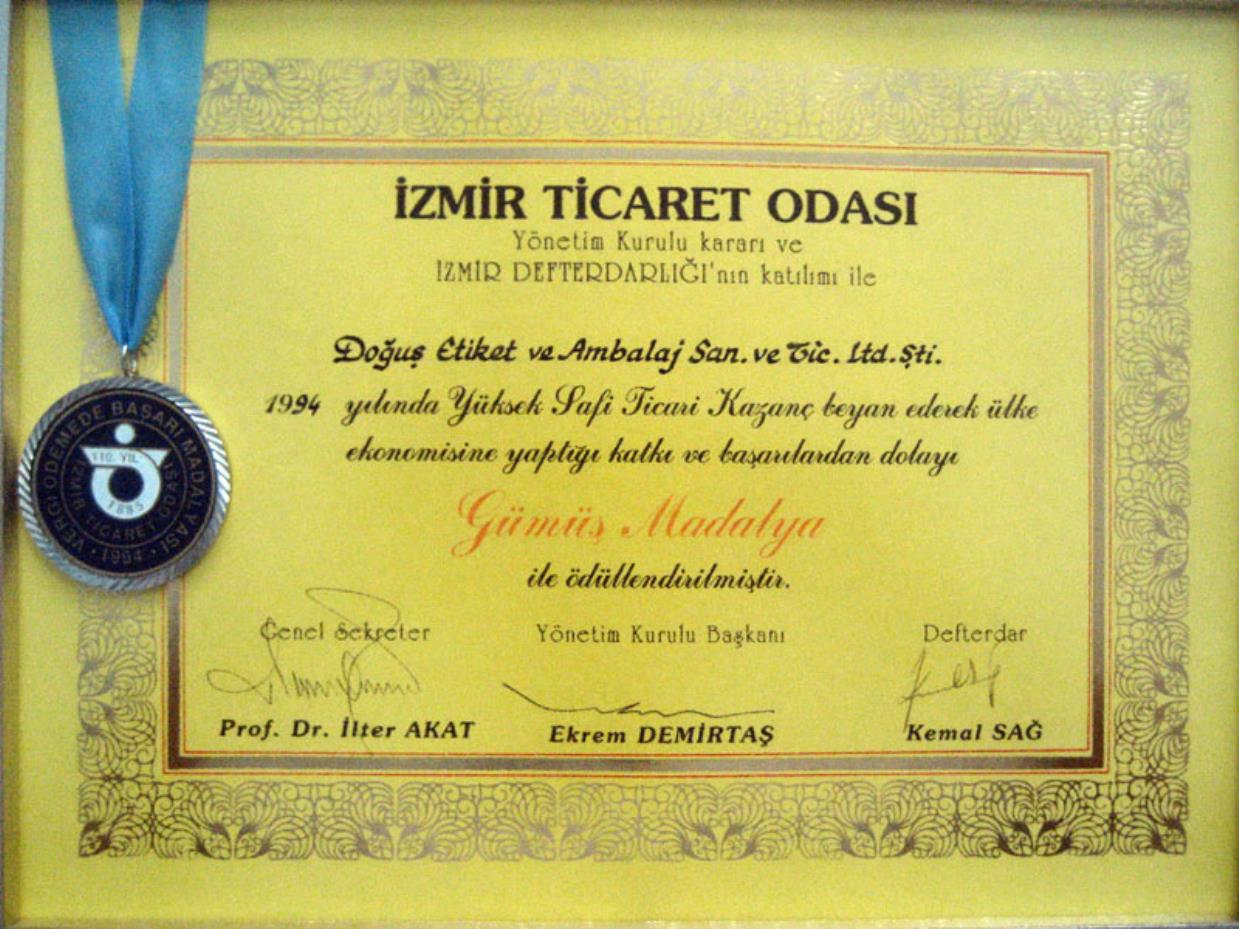 İZMİR TİCARET ODASI
Yönetim Kurulu kararı ve
İZMİR DEFTERDARLIĞI'nın katılımı ile
Doğuş Etiket ve Ambalaj San. ve Tic. Ltd. Şti.
1994 yılında Yüksek Safi Ticari Kazanç beyan ederek ülke
ekonomisine yaptığı katkı ve başarılardan dolayı
Gümüş Madalya
ile ödüllendirilmiştir.
Genel Sekreter Yönetim Kurulu Başkanı Defterdar
Prof. Dr. İlter AKAT Ekrem DEMİRTAŞ Kemal SAĞ
VERGİ ÖDEMEDE BAŞARI MADALYASI
110. YIL
1885
İZMİR TİCARET ODASI
• 1994 •